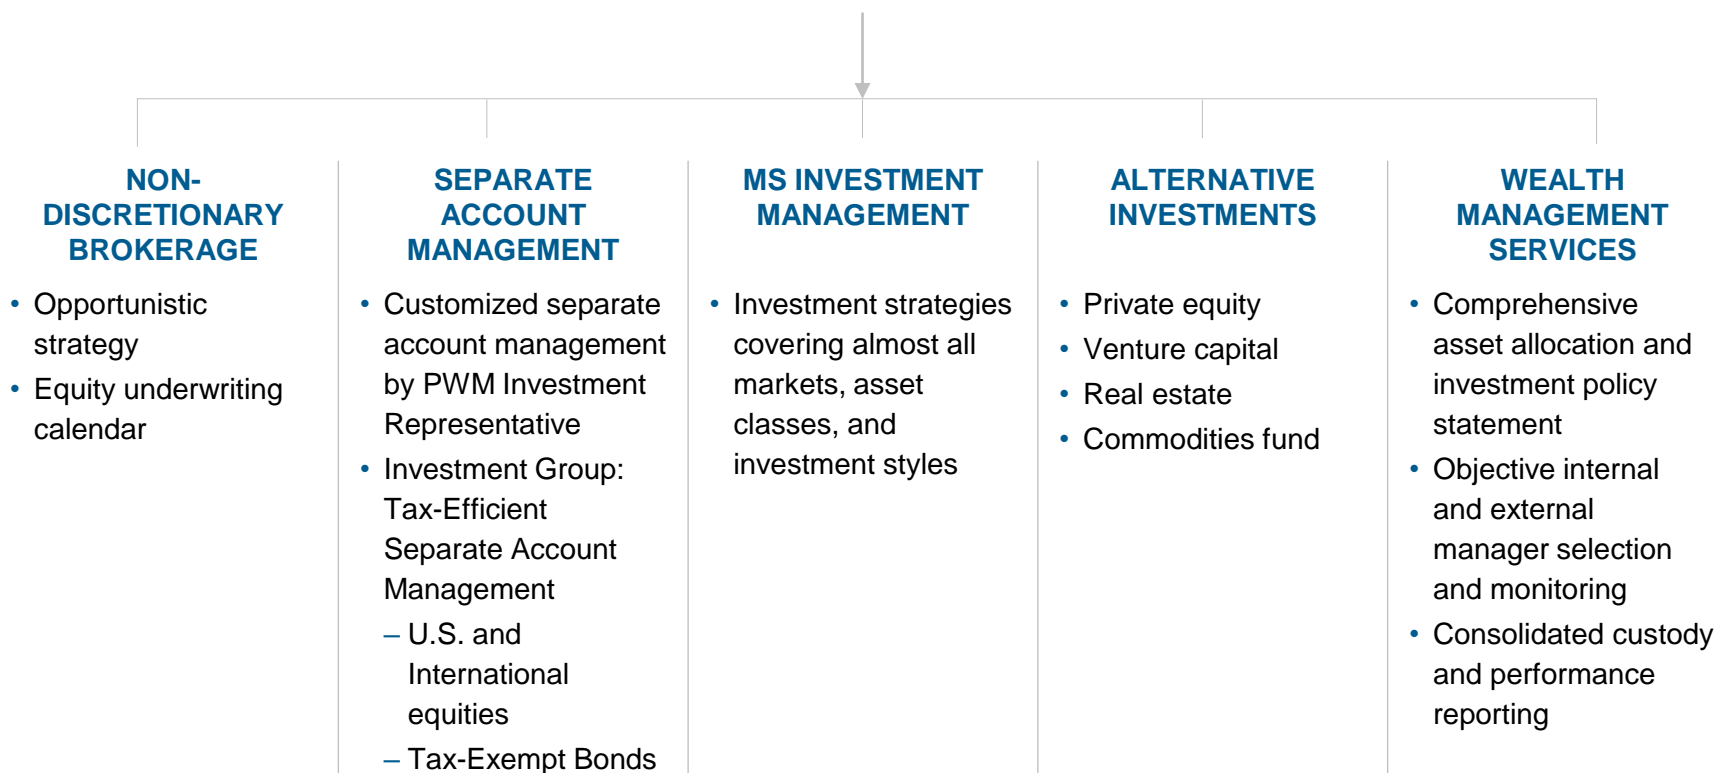 NON-
DISCRETIONARY
BROKERAGE
• Opportunistic
strategy
• Equity underwriting
calendar
SEPARATE
ACCOUNT
MANAGEMENT
• Customized separate
account management
by PWM Investment
Representative
• Investment Group:
Tax-Efficient
Separate Account
Management
– U.S. and
International
equities
– Tax-Exempt Bonds
MS INVESTMENT
MANAGEMENT
• Investment strategies
covering almost all
markets, asset
classes, and
investment styles
ALTERNATIVE
INVESTMENTS
• Private equity
• Venture capital
• Real estate
• Commodities fund
WEALTH
MANAGEMENT
SERVICES
• Comprehensive
asset allocation and
investment policy
statement
• Objective internal
and external
manager selection
and monitoring
• Consolidated custody
and performance
reporting